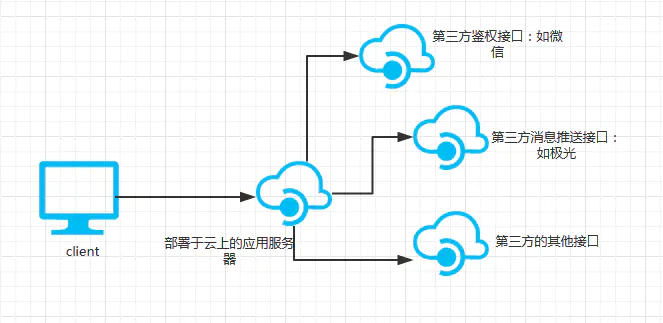 第三方鉴权接口：如微
信
第三方消息推送接口：
如极光
client
部署于云上的应用服务
器
第三方的其他接口